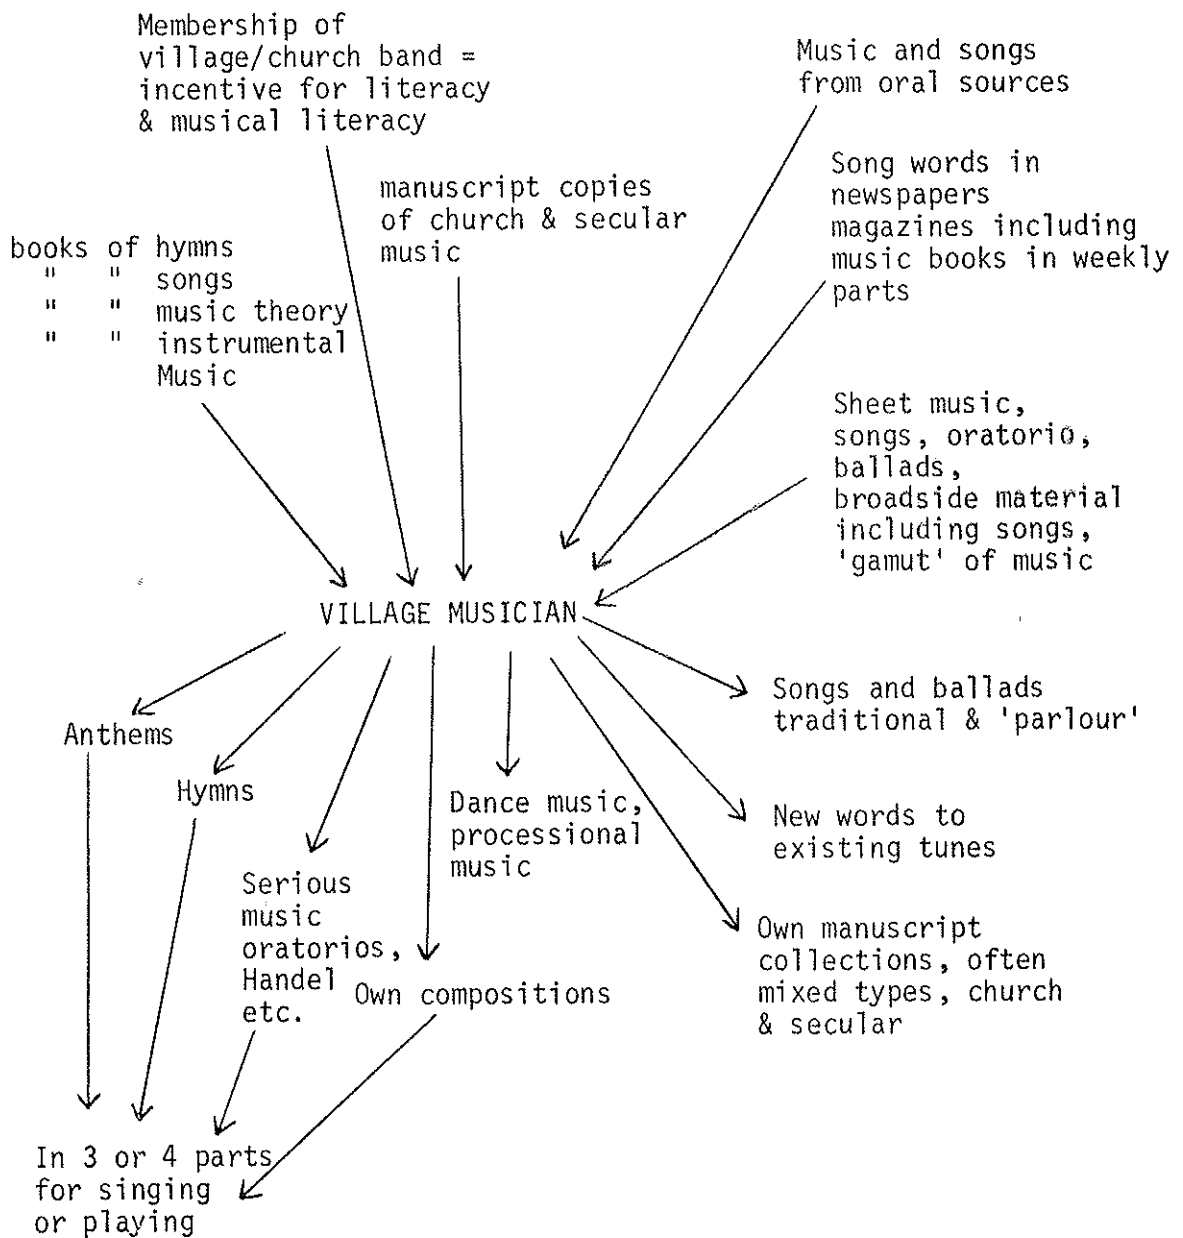 Membership of
village/church band =
incentive for literacy
& musical literacy
Music and songs
from oral sources
manuscript copies
of church & secular
music
Song words in
newspapers
magazines including
music books in weekly
parts
books of hymns
" " songs
" " music theory
" " instrumental
Music
Sheet music,
songs, oratorio,
ballads,
broadside material
including songs,
'gamut' of music
VILLAGE MUSICIAN
Anthems
Hymns
Serious
music
oratorios,
Handel
etc.
Own compositions
Dance music,
processional
music
Songs and ballads
traditional & 'parlour'
New words to
existing tunes
Own manuscript
collections, often
mixed types, church
& secular
In 3 or 4 parts
for singing
or playing